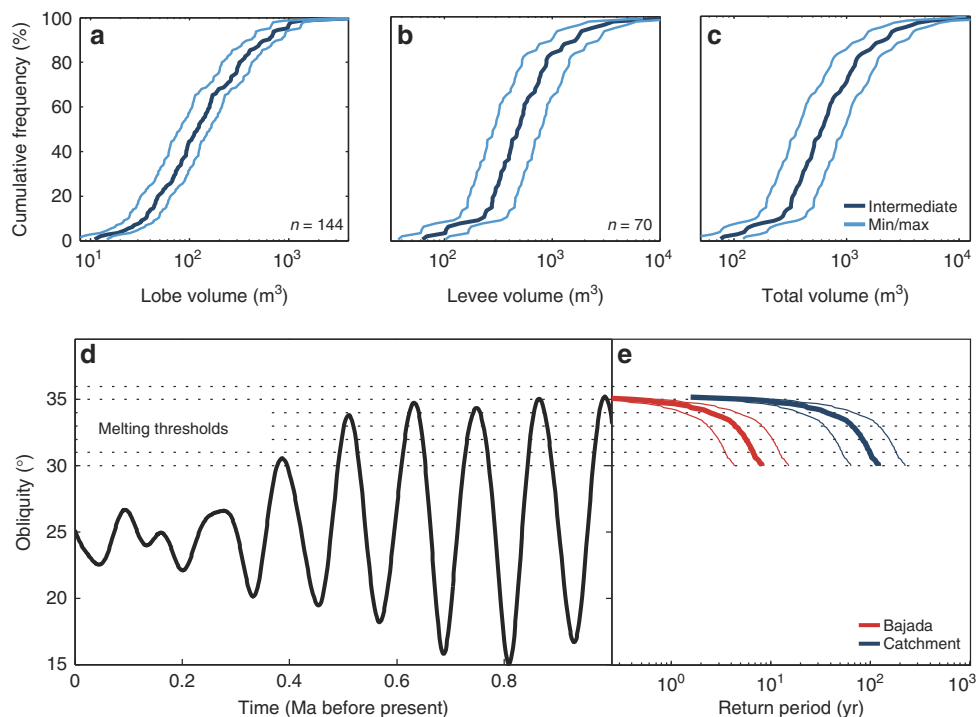 a
b
c
Cumulative frequency (%)
100
80
60
40
20
0
n = 144
n = 70
Intermediate
Min/max
10¹
10²
10³
10²
10³
10⁴
10²
10³
10⁴
Lobe volume (m³)
Levee volume (m³)
Total volume (m³)
d
e
Obliquity (°)
35
30
25
20
15
Melting thresholds
Bajada
Catchment
0
0.2
0.4
0.6
0.8
10⁰
10¹
10²
10³
Time (Ma before present)
Return period (yr)